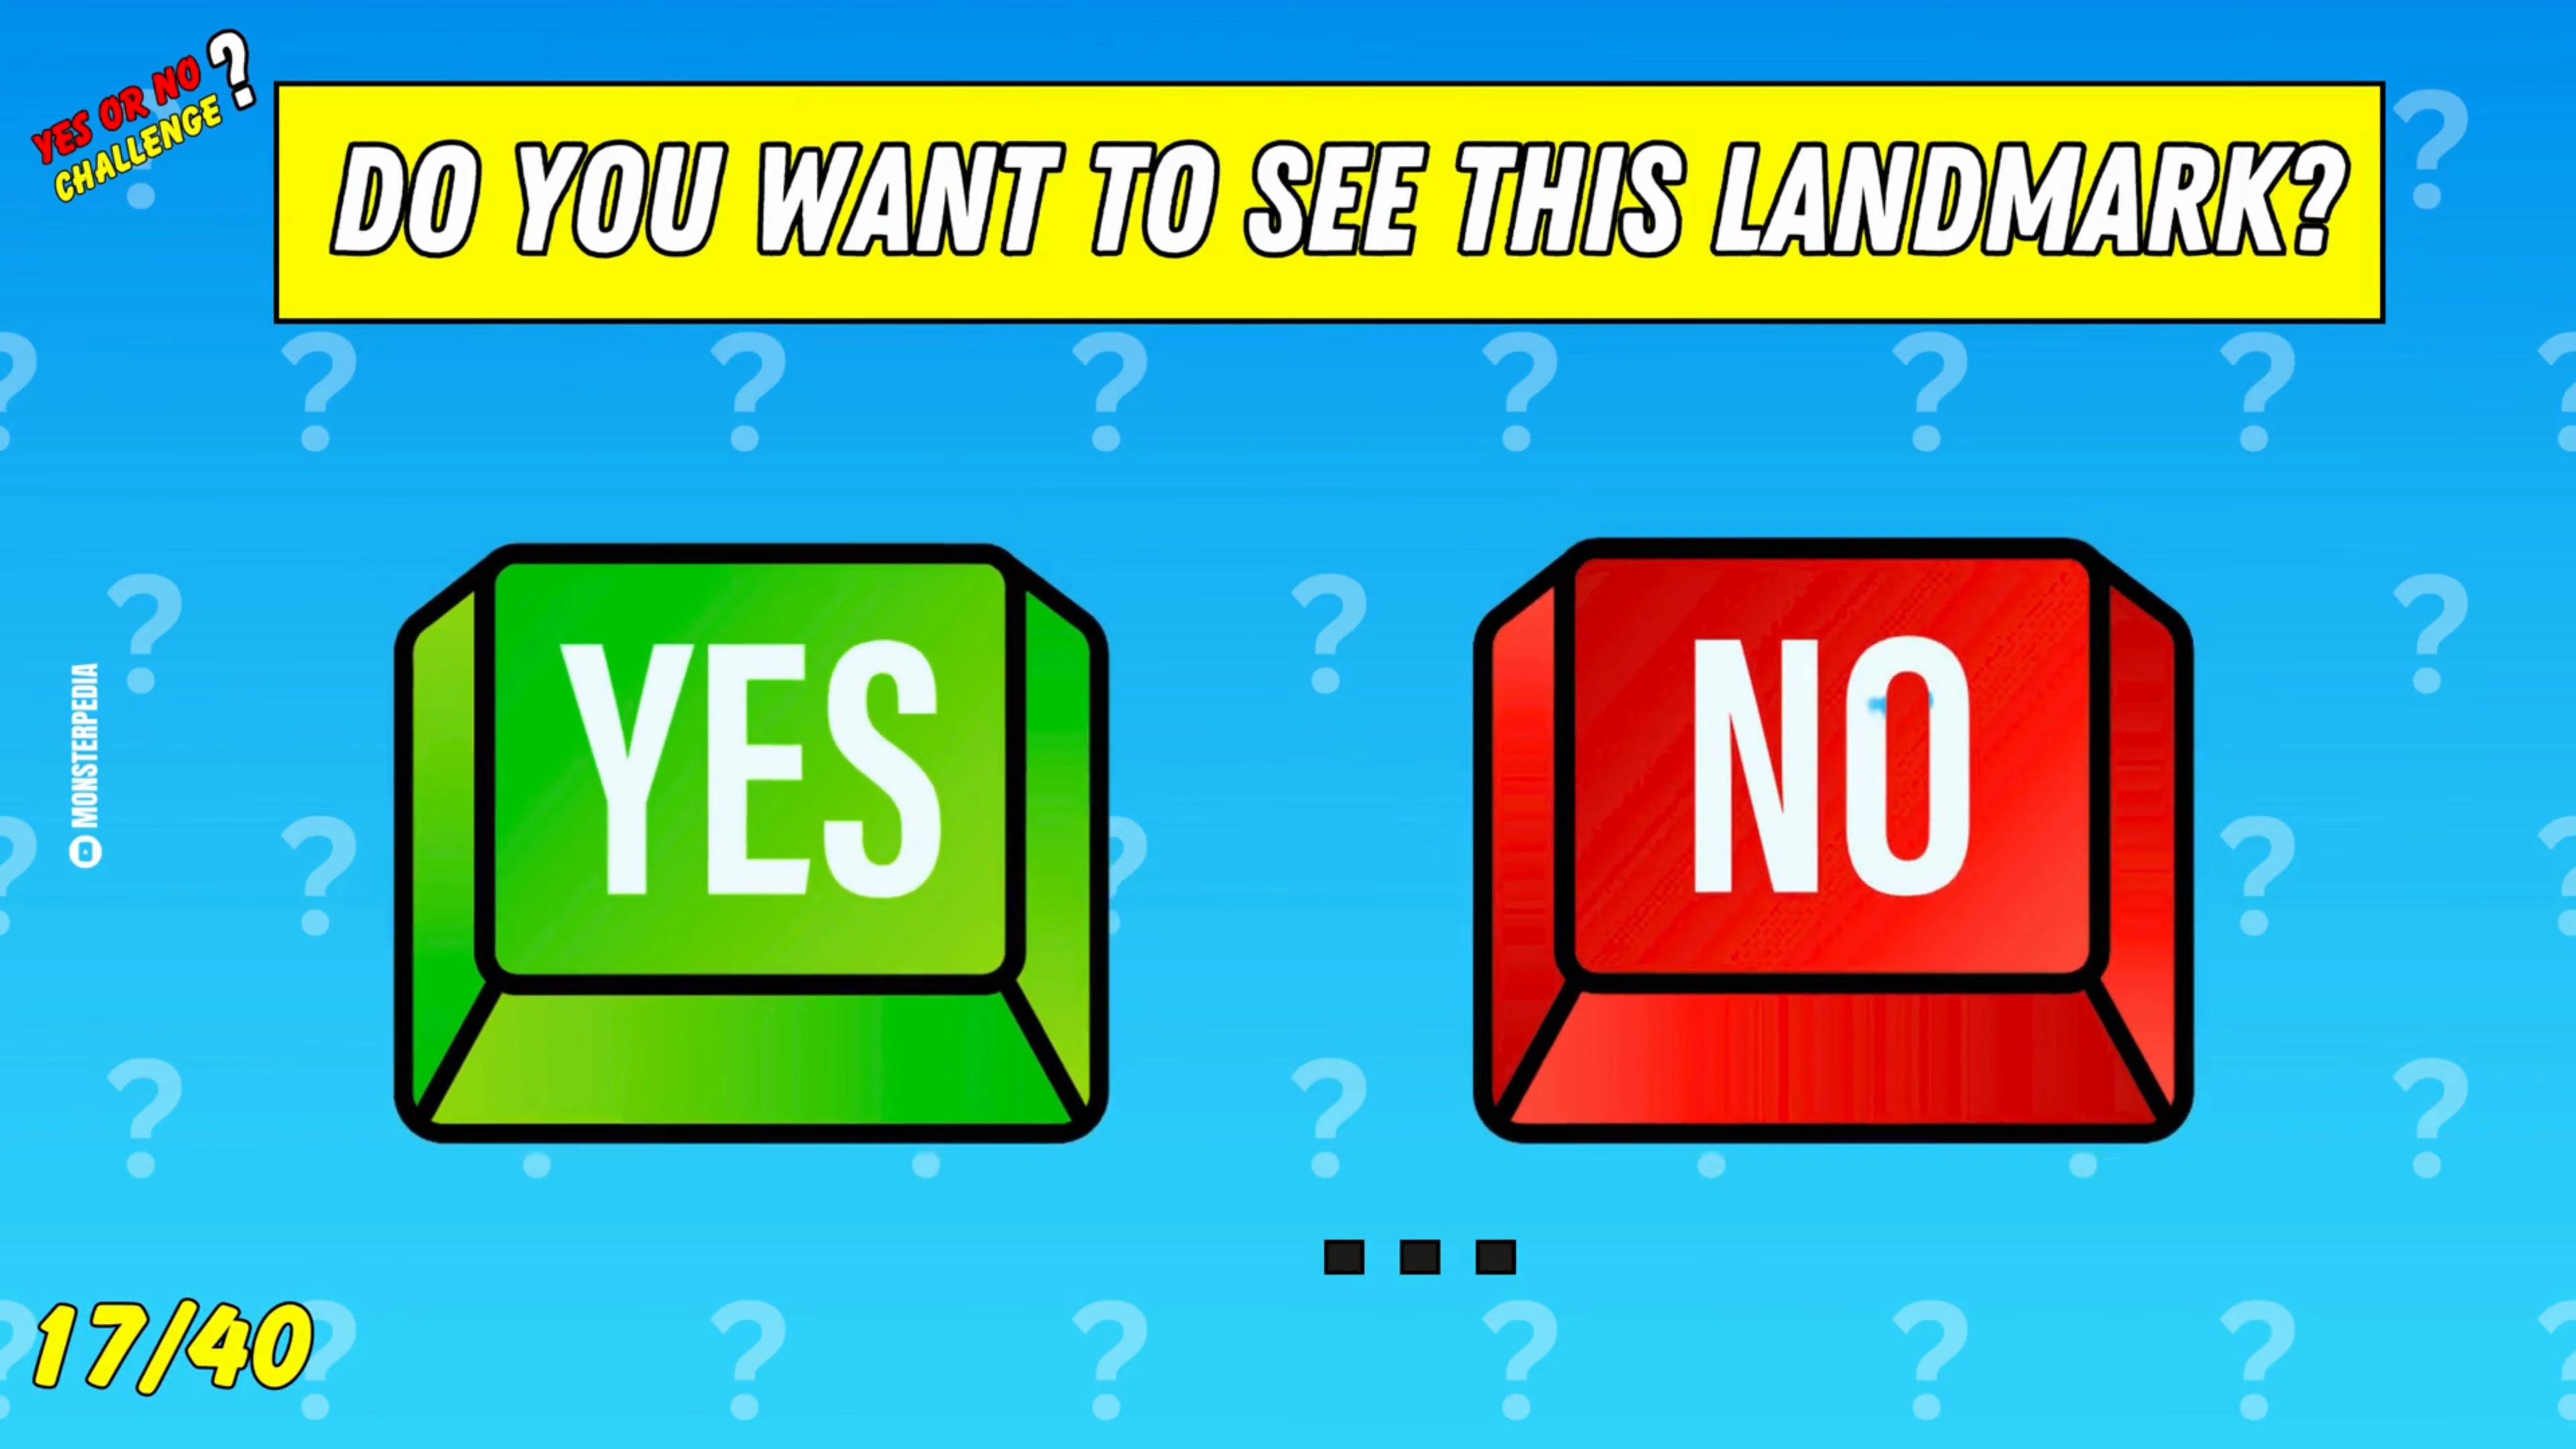 YES OR NO
CHALLENGE?
DO YOU WANT TO SEE THIS LANDMARK?
YES
NO
MONSTERPEDIA
17/40